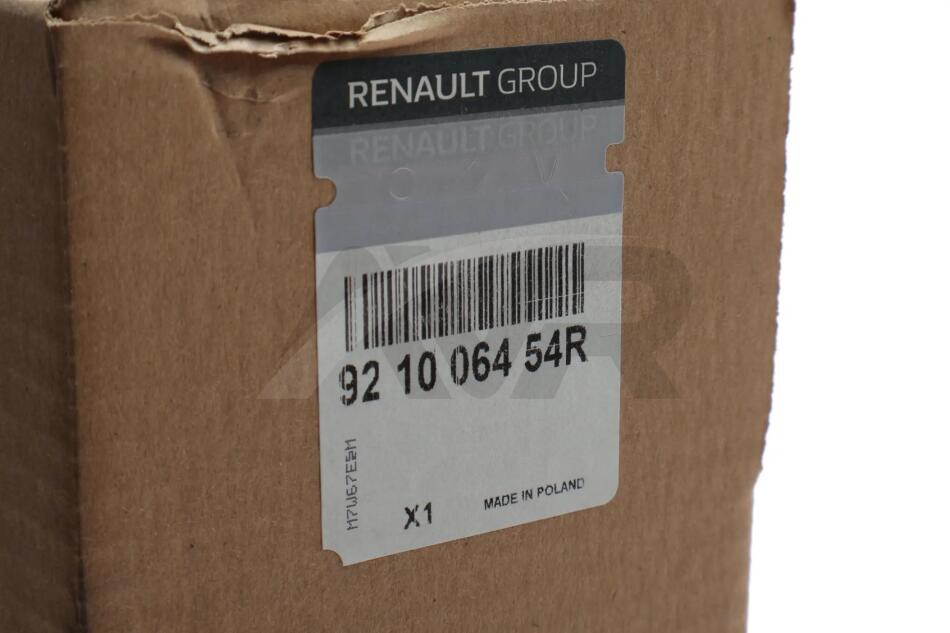 RENAULT GROUP
RENAULT GROUP
92 10 064 54R
M7W67E5M
X1
MADE IN POLAND